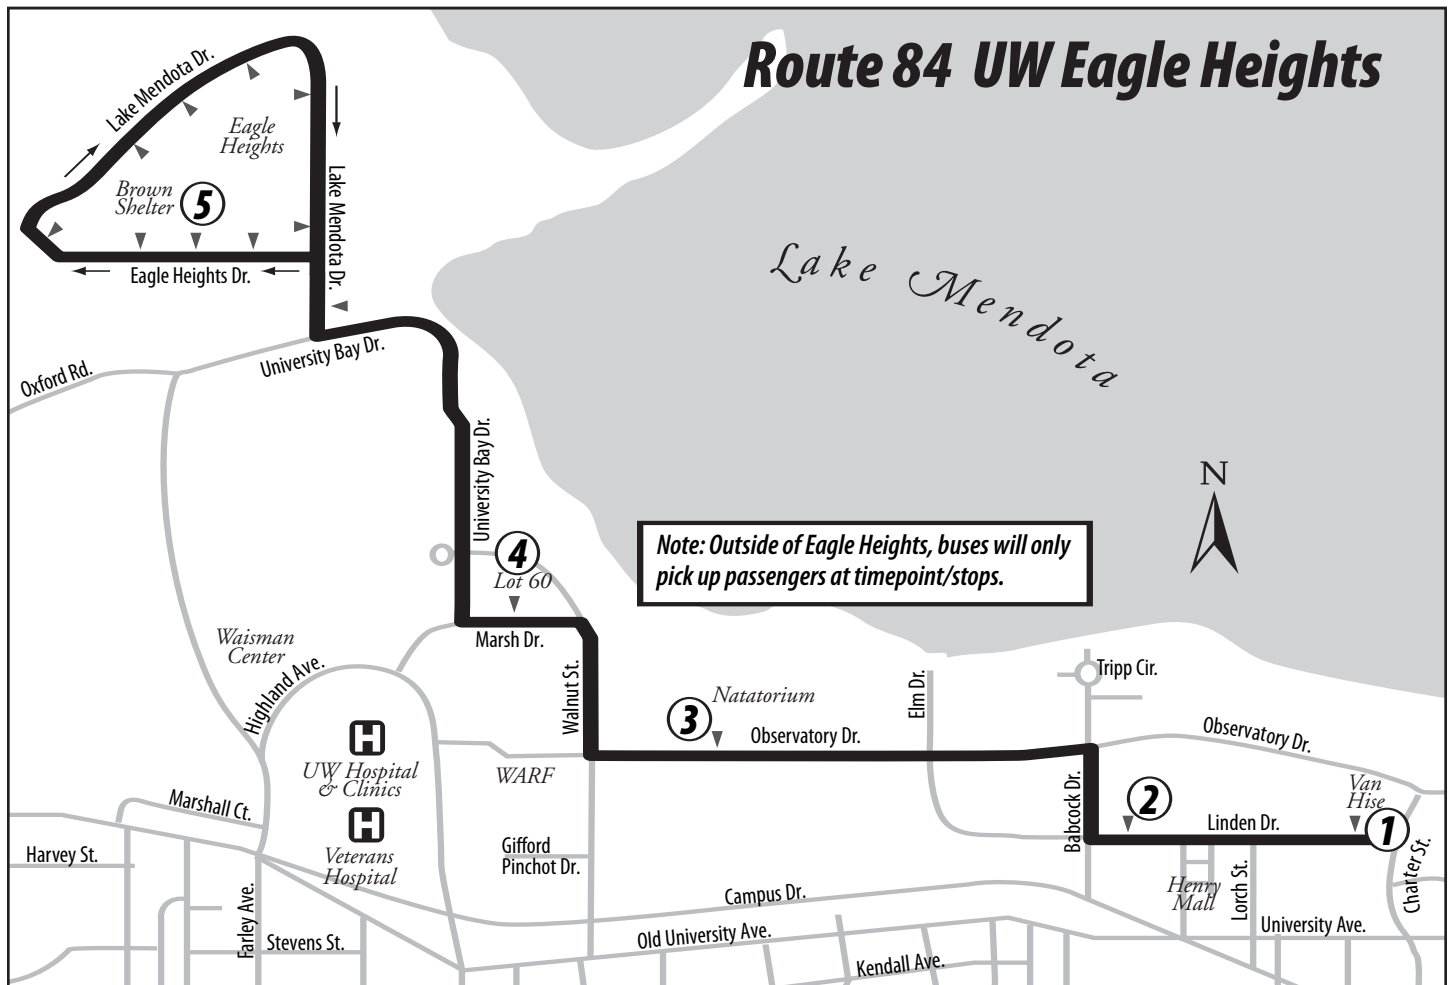 Route 84 UW Eagle Heights
Lake Mendota Dr.
Eagle
Heights
Brown
Shelter
5
Lake Mendota Dr.
Eagle Heights Dr.
Lake Mendota
University Bay Dr.
Oxford Rd.
University Bay Dr.
N
4
Lot 60
Note: Outside of Eagle Heights, buses will only
pick up passengers at timepoint/stops.
Marsh Dr.
Waisman
Center
Highland Ave.
Walnut St.
Natatorium
3
Observatory Dr.
Elm Dr.
Tripp Cir.
Observatory Dr.
H
UW Hospital
& Clinics
WARF
Babcock Dr.
2
Van
Hise
1
Linden Dr.
Marshall Ct.
H
Veterans
Hospital
Harvey St.
Gifford
Pinchot Dr.
Charter St.
Henry
Mall
Lorch St.
Campus Dr.
Farley Ave.
Stevens St.
Old University Ave.
University Ave.
Kendall Ave.